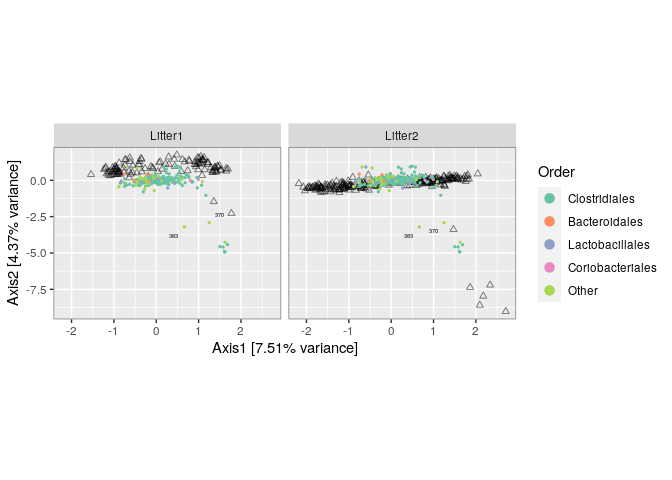 Litter1
Litter2
Axis2 [4.37% variance]
0.0
-2.5
-5.0
-7.5
370
383
370
383
-2 -1 0 1 2
-2 -1 0 1 2
Axis1 [7.51% variance]
Order
Clostridiales
Bacteroidales
Lactobacillales
Coriobacteriales
Other